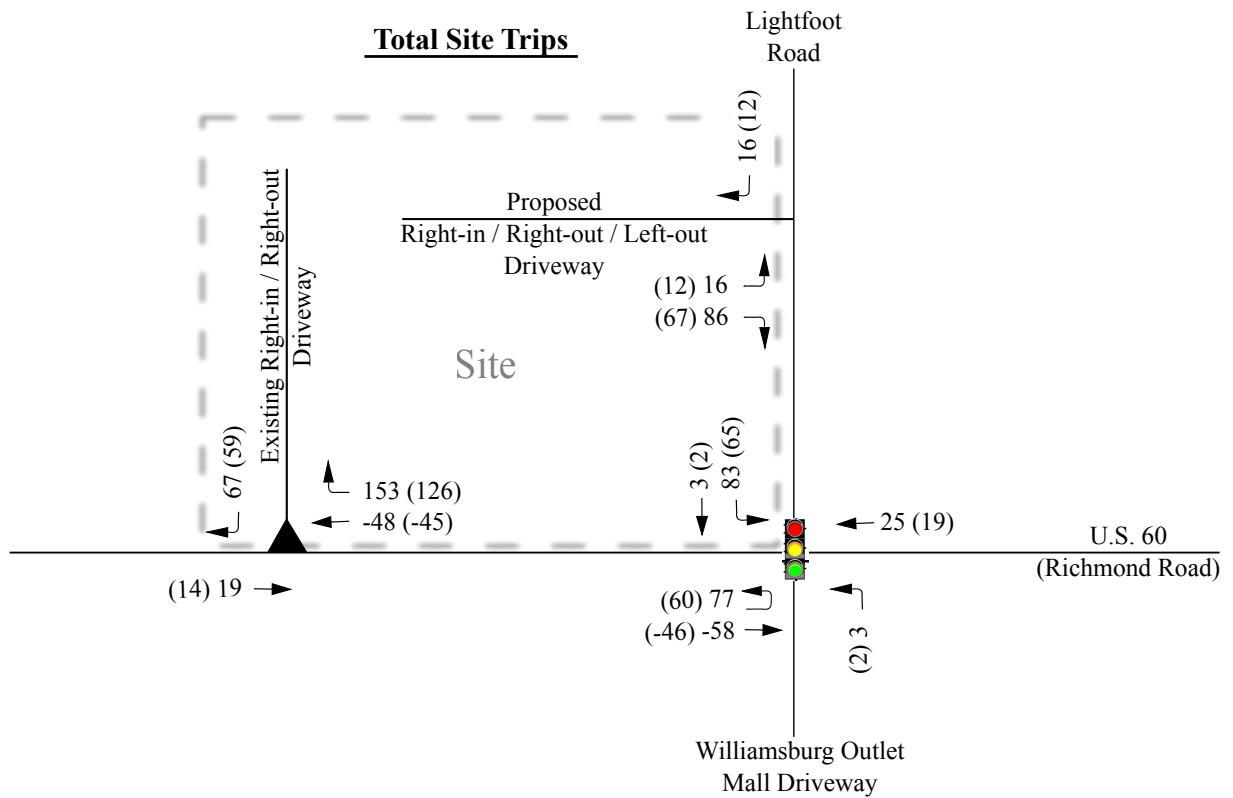 Total Site Trips
Lightfoot
Road
16 (12)
Proposed
Right-in / Right-out / Left-out
Driveway
Existing Right-in / Right-out
Driveway
(12) 16
(67) 86
Site
67 (59)
153 (126)
-48 (-45)
3 (2)
83 (65)
25 (19)
U.S. 60
(Richmond Road)
(14) 19
(60) 77
(-46) -58
(2) 3
Williamsburg Outlet
Mall Driveway